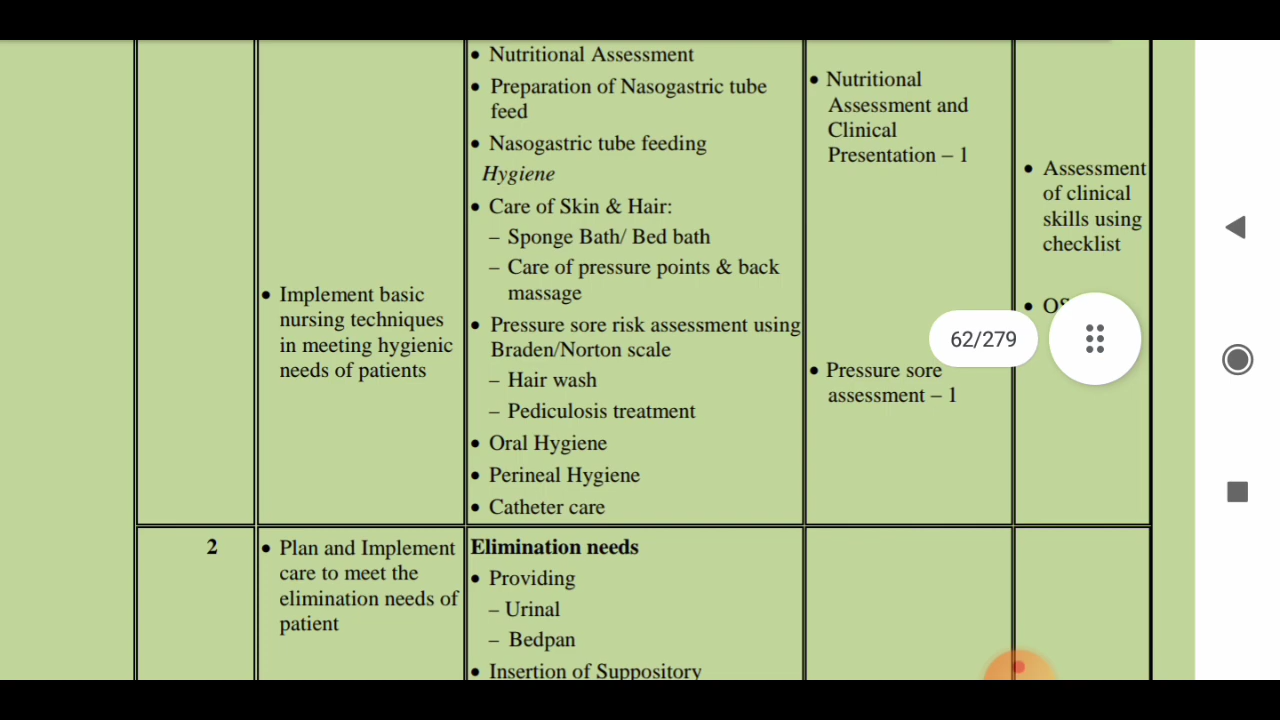 • Nutritional Assessment
• Preparation of Nasogastric tube
feed
• Nasogastric tube feeding
Hygiene
• Care of Skin & Hair:
– Sponge Bath/ Bed bath
– Care of pressure points & back
massage
• Pressure sore risk assessment using
Braden/Norton scale
– Hair wash
– Pediculosis treatment
• Oral Hygiene
• Perineal Hygiene
• Catheter care
• Implement basic
nursing techniques
in meeting hygienic
needs of patients
• Nutritional
Assessment and
Clinical
Presentation – 1
• Pressure sore
assessment – 1
• Assessment
of clinical
skills using
checklist
62/279
2
• Plan and Implement
care to meet the
elimination needs of
patient
Elimination needs
• Providing
– Urinal
– Bedpan
• Insertion of Suppository